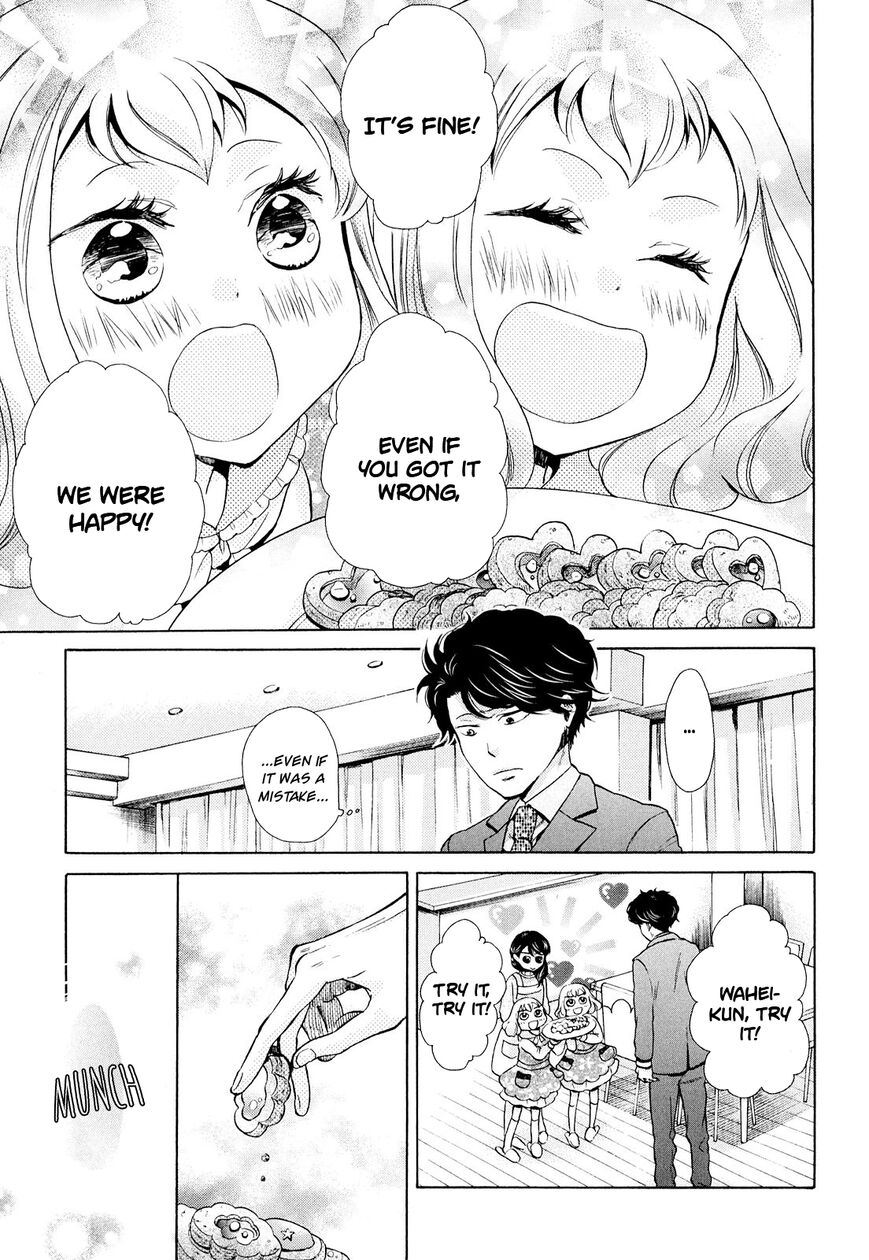 IT'S FINE!
EVEN IF
YOU GOT IT
WRONG,
WE WERE
HAPPY!
...
...EVEN IF
IT WAS A
MISTAKE...
WAHEI-
KUN, TRY
IT!
TRY IT,
TRY IT!
MUNCH